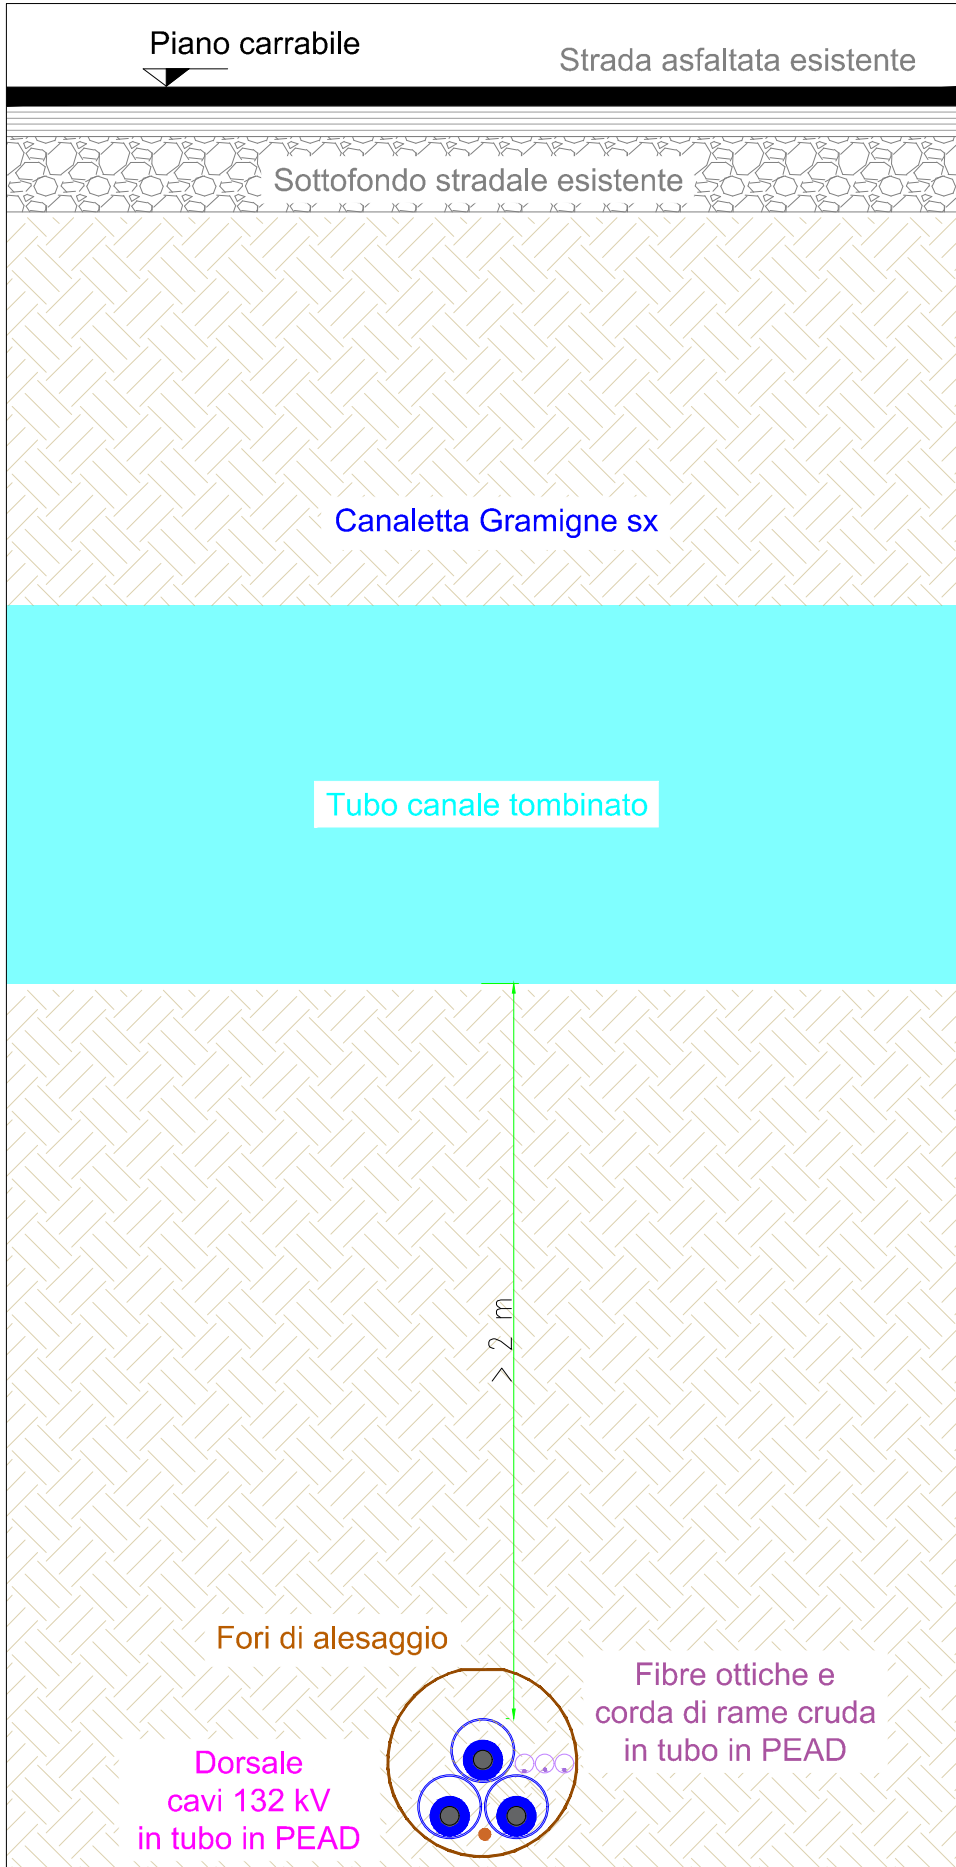 Piano carrabile
Strada asfaltata esistente
Sottofondo stradale esistente
Canaletta Gramigne sx
Tubo canale tombinato
> 2 m
Fori di alesaggio
Fibre ottiche e
corda di rame cruda
in tubo in PEAD
Dorsale
cavi 132 kV
in tubo in PEAD